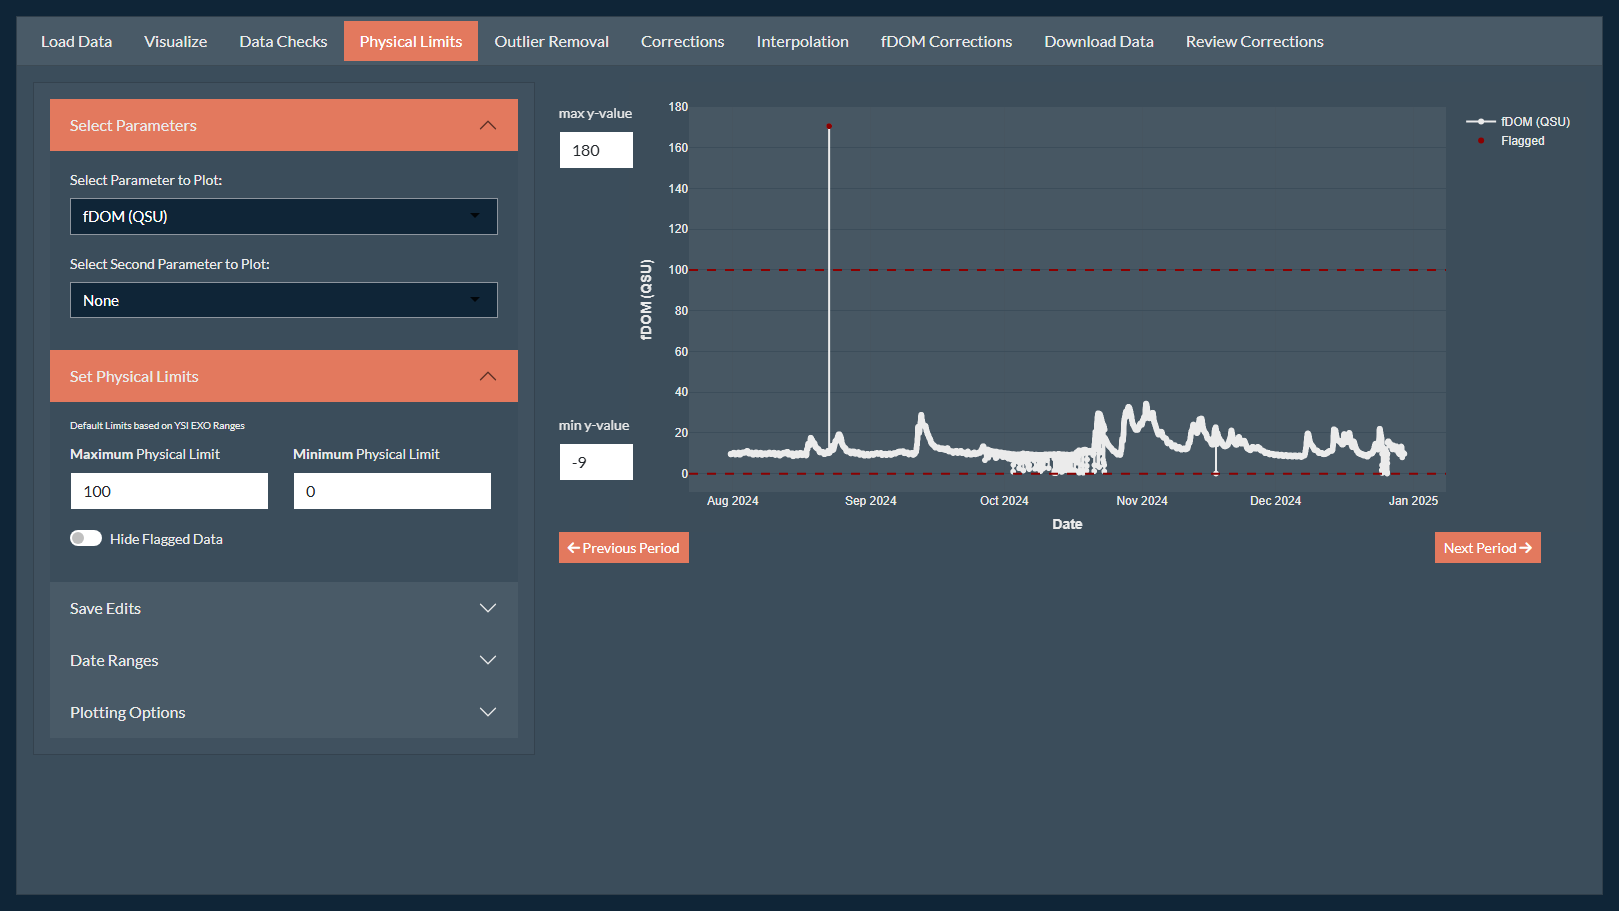 Load Data Visualize Data Checks Physical Limits Outlier Removal Corrections Interpolation fDOM Corrections Download Data Review Corrections
Select Parameters
Select Parameter to Plot:
fDOM (QSU)
Select Second Parameter to Plot:
None
Set Physical Limits
Default Limits based on YSI EXO Ranges
Maximum Physical Limit Minimum Physical Limit
100 0
Hide Flagged Data
Save Edits
Date Ranges
Plotting Options
max y-value
180
min y-value
-9
fDOM (QSU)
180
160
140
120
100
80
60
40
20
0
Aug 2024 Sep 2024 Oct 2024 Nov 2024 Dec 2024 Jan 2025
Date
fDOM (QSU)
Flagged
Previous Period Next Period